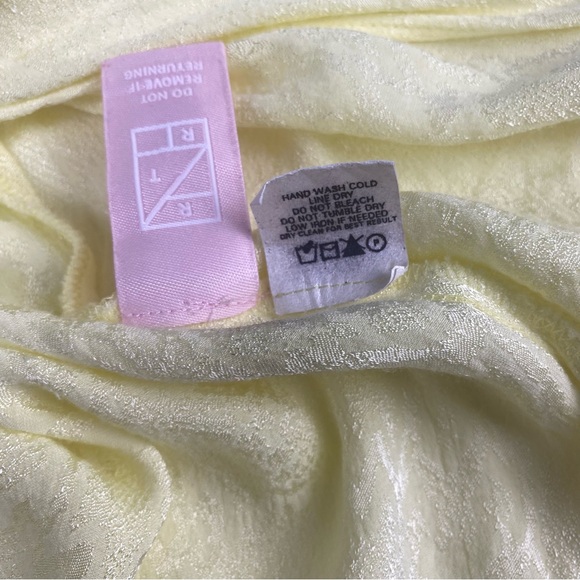 DO NOT
REMOVE IF
RETURNING
R
T
R
HAND WASH COLD
LINE DRY
DO NOT BLEACH
DO NOT TUMBLE DRY
LOW IRON IF NEEDED
DRY CLEAN FOR BEST RESULT
P